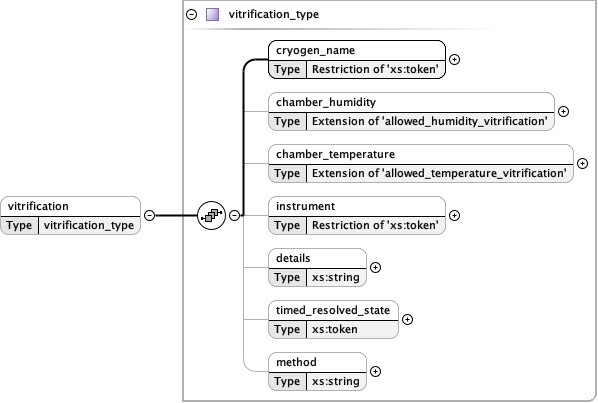 vitrification_type
cryogen_name
Type Restriction of 'xs:token'
chamber_humidity
Type Extension of 'allowed_humidity_vitrification'
chamber_temperature
Type Extension of 'allowed_temperature_vitrification'
vitrification
Type vitrification_type
instrument
Type Restriction of 'xs:token'
details
Type xs:string
timed_resolved_state
Type xs:token
method
Type xs:string